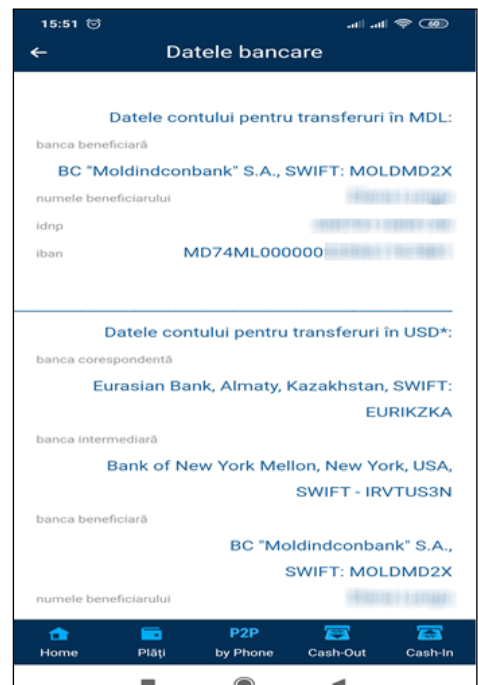 15:51
60
Datele bancare
Datele contului pentru transferuri în MDL:
banca beneficiară
BC "Moldindconbank" S.A., SWIFT: MOLDMD2X
numele beneficiarului
idnp
iban
MD74ML000000
Datele contului pentru transferuri în USD*:
banca corespondentă
Eurasian Bank, Almaty, Kazakhstan, SWIFT:
EURIKZKA
banca intermediară
Bank of New York Mellon, New York, USA,
SWIFT - IRVTUS3N
banca beneficiară
BC "Moldindconbank" S.A.,
SWIFT: MOLDMD2X
numele beneficiarului
Home
Plăți
P2P
by Phone
Cash-Out
Cash-In